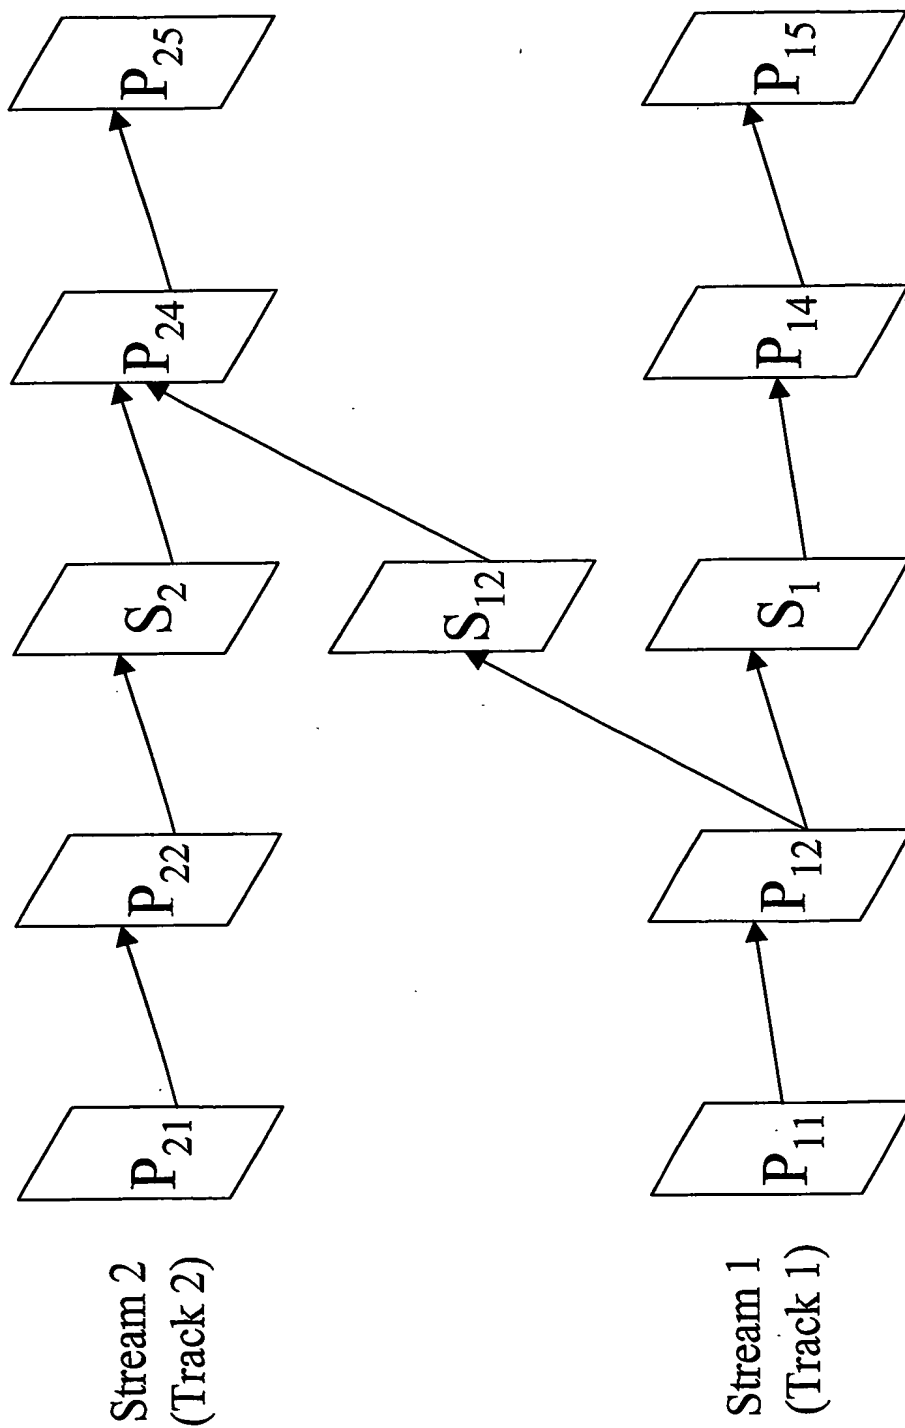 Stream 2
(Track 2)
P21
P22
S2
P24
P25
S12
Stream 1
(Track 1)
P11
P12
S1
P14
P15